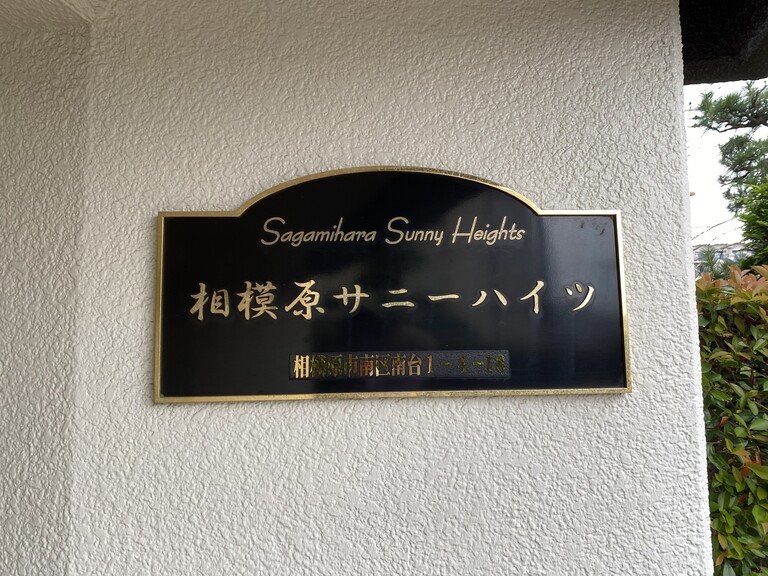 Sagamihara Sunny Heights
相模原サニーハイツ
相模原市南区南台1